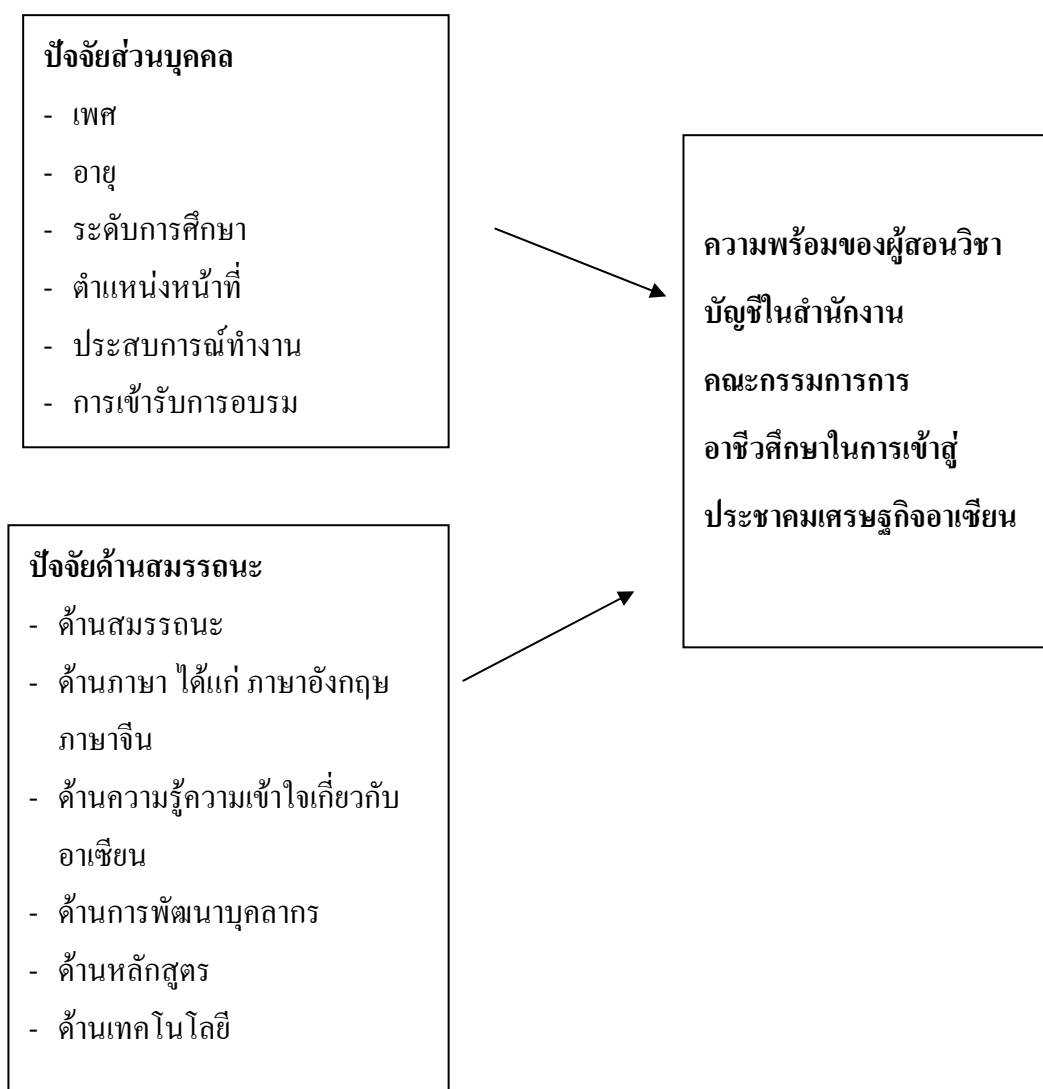 ปัจจัยส่วนบุคคล
- เพศ
- อายุ
- ระดับการศึกษา
- ตำแหน่งหน้าที่
- ประสบการณ์ทำงาน
- การเข้ารับการอบรม
ความพร้อมของผู้สอนวิชา
บัญชีในสำนักงาน
คณะกรรมการการ
อาชีวศึกษาในการเข้าสู่
ประชาคมเศรษฐกิจอาเซียน
ปัจจัยด้านสมรรถนะ
- ด้านสมรรถนะ
- ด้านภาษา ได้แก่ ภาษาอังกฤษ
ภาษาจีน
- ด้านความรู้ความเข้าใจเกี่ยวกับ
อาเซียน
- ด้านการพัฒนาบุคลากร
- ด้านหลักสูตร
- ด้านเทคโนโลยี